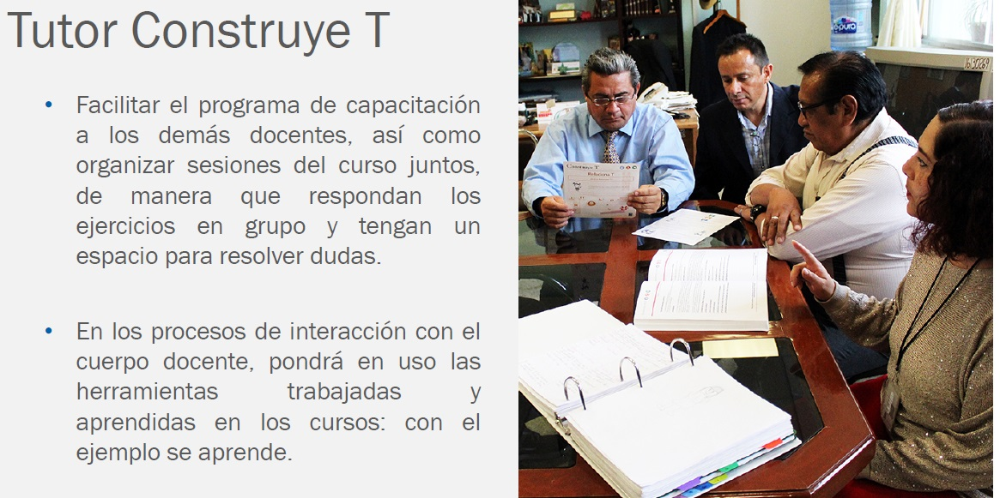 Tutor Construye T
• Facilitar el programa de capacitación
a los demás docentes, así como
organizar sesiones del curso juntos,
de manera que respondan los
ejercicios en grupo y tengan un
espacio para resolver dudas.
• En los procesos de interacción con el
cuerpo docente, pondrá en uso las
herramientas trabajadas y
aprendidas en los cursos: con el
ejemplo se aprende.
epura
Construye T
Relaciona T